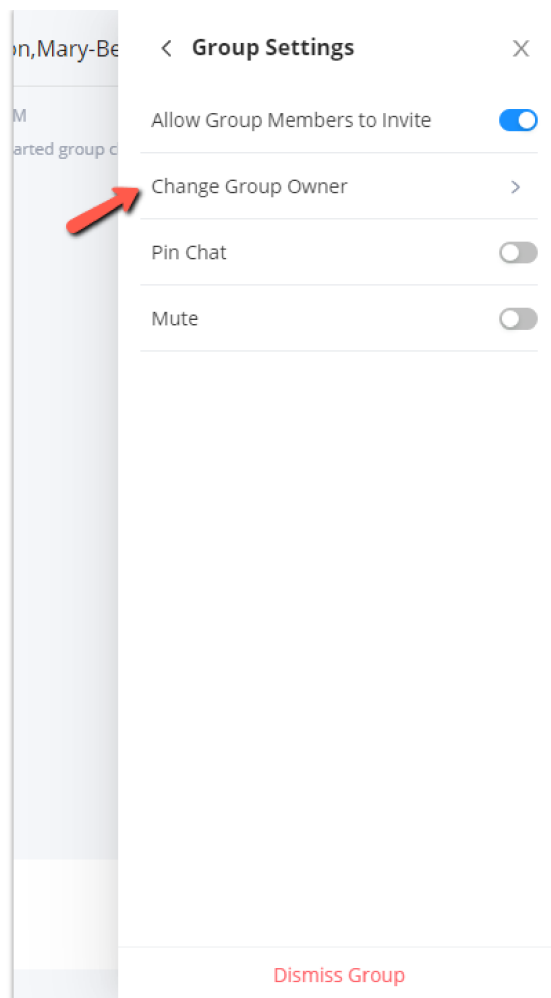 on,Mary-Be
Group Settings
M
arted group c
Allow Group Members to Invite
Change Group Owner
Pin Chat
Mute
Dismiss Group